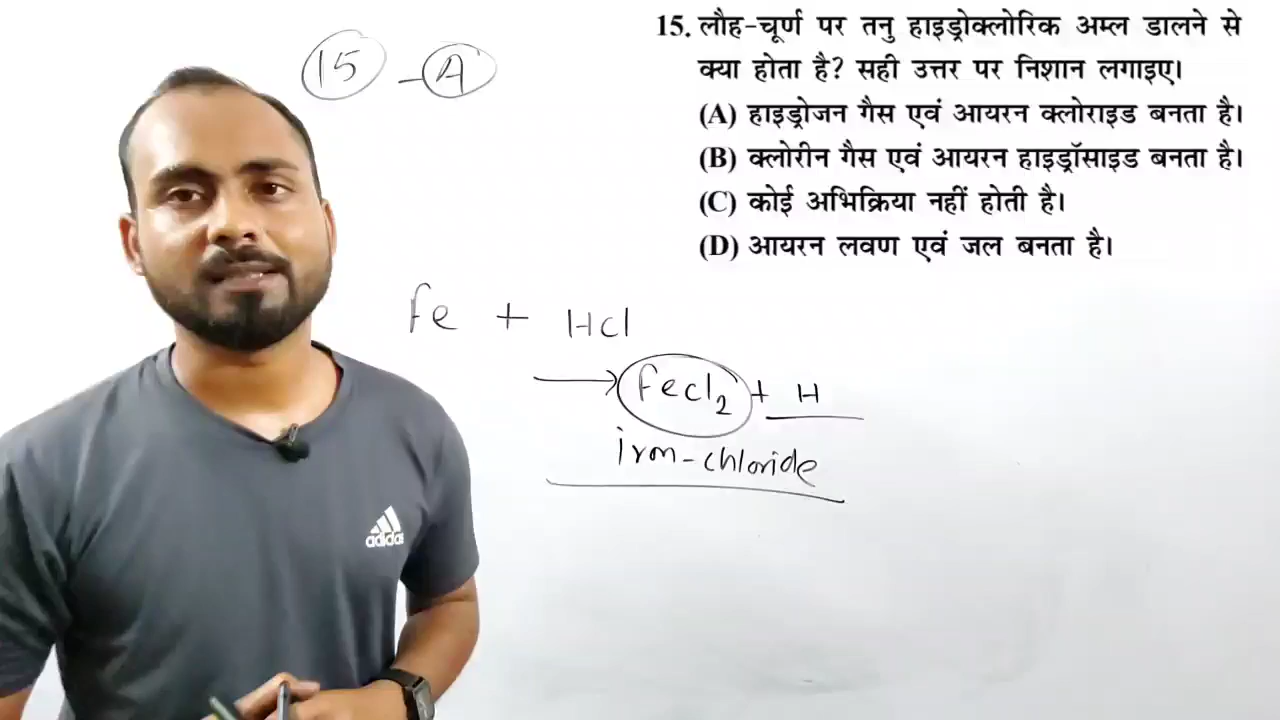 15 - A
15. लौह-चूर्ण पर तनु हाइड्रोक्लोरिक अम्ल डालने से
क्या होता है? सही उत्तर पर निशान लगाइए।
(A) हाइड्रोजन गैस एवं आयरन क्लोराइड बनता है।
(B) क्लोरीन गैस एवं आयरन हाइड्रॉसाइड बनता है।
(C) कोई अभिक्रिया नहीं होती है।
(D) आयरन लवण एवं जल बनता है।
Fe + HCl
→ FeCl2 + H
iron-chloride
adidas